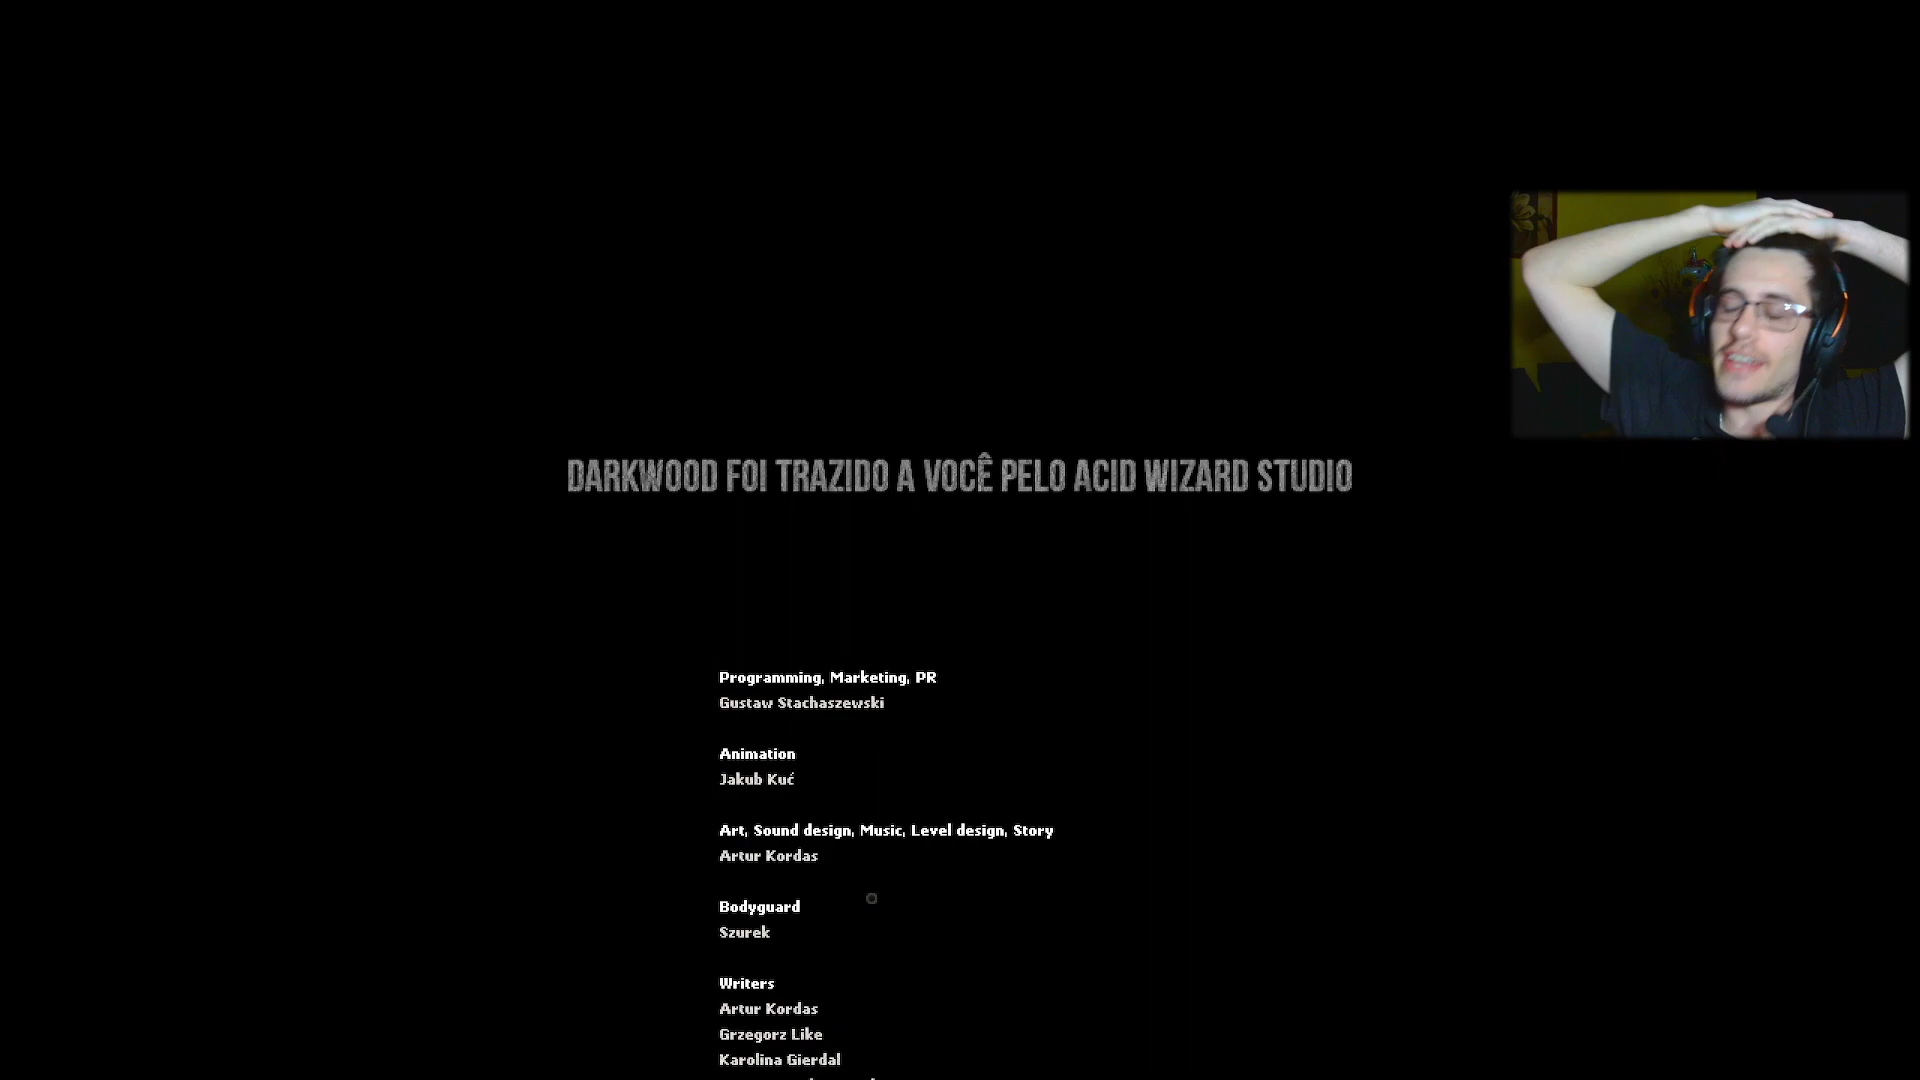 DARKWOOD FOI TRAZIDO A VOCÊ PELO ACID WIZARD STUDIO
Programming, Marketing, PR
Gustaw Stachaszewski
Animation
Jakub Kuć
Art, Sound design, Music, Level design, Story
Artur Kordas
Bodyguard
Szurek
Writers
Artur Kordas
Grzegorz Like
Karolina Gierdal